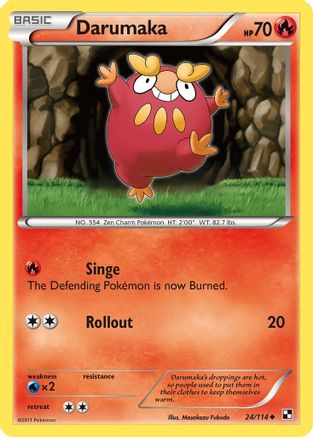 BASIC
Darumaka
HP70
NO. 554 Zen Charm Pokémon HT: 2'00" WT: 82.7 lbs.
Singe
The Defending Pokémon is now Burned.
Rollout 20
weakness
×2
resistance
retreat
Darumaka's droppings are hot,
so people used to put them in
their clothes to keep themselves
warm.
Illus. Masakazu Fukuda
24/114
©2011 Pokémon